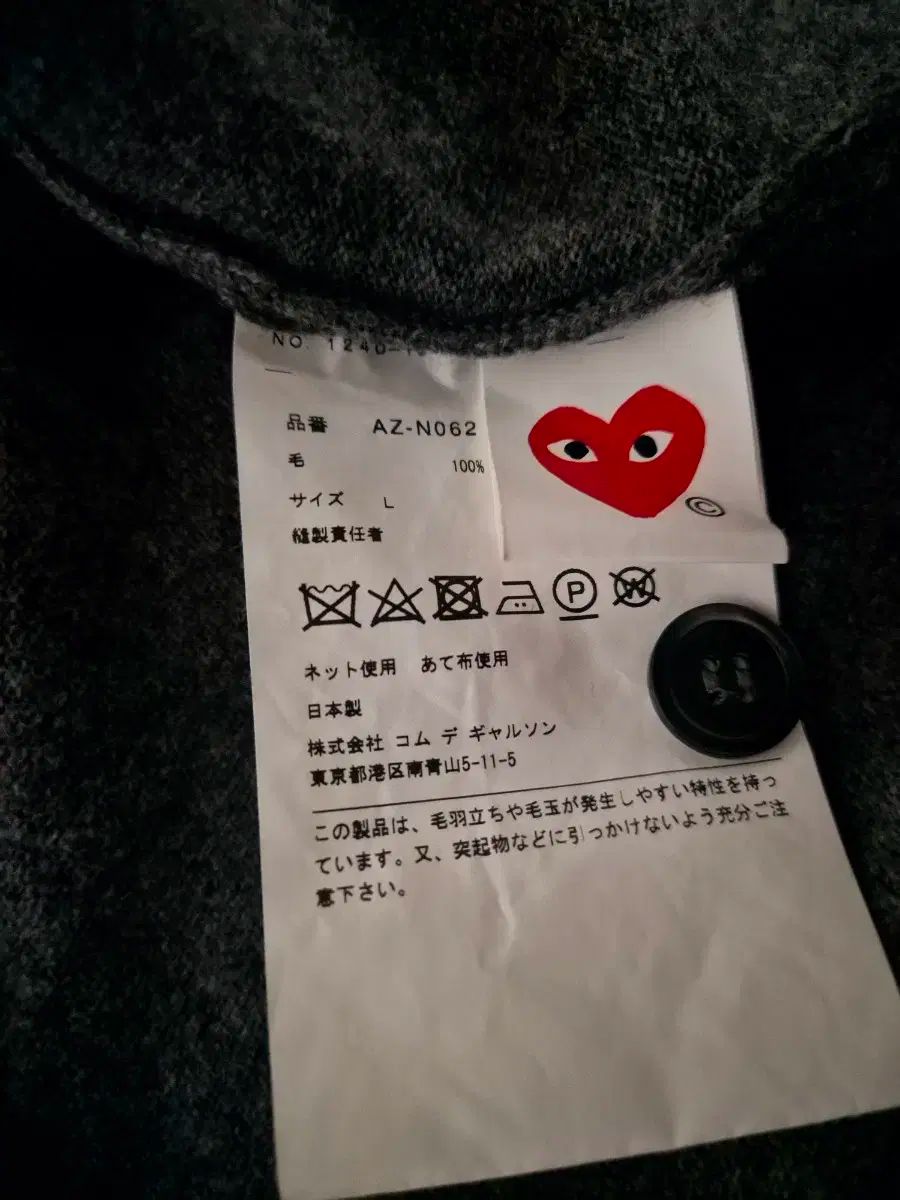 NO. 1240-
品番 AZ-N062
毛 100%
サイズ L
縫製責任者
©
P
W
ネット使用 あて布使用
日本製
株式会社 コム デ ギャルソン
東京都港区南青山5-11-5
この製品は、毛羽立ちや毛玉が発生しやすい特性を持っ
ています。又、突起物などに引っかけないよう充分ご注
意下さい。